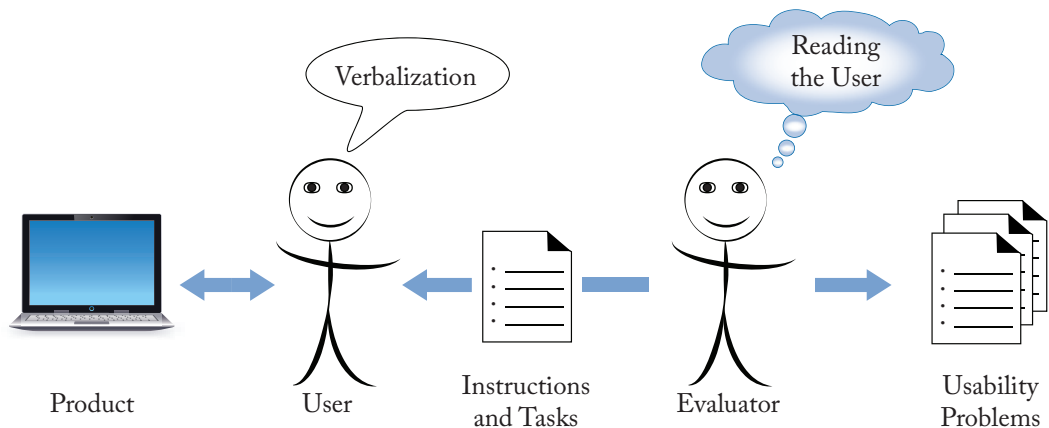 Verbalization
Reading
the User
Product
User
Instructions
and Tasks
Evaluator
Usability
Problems